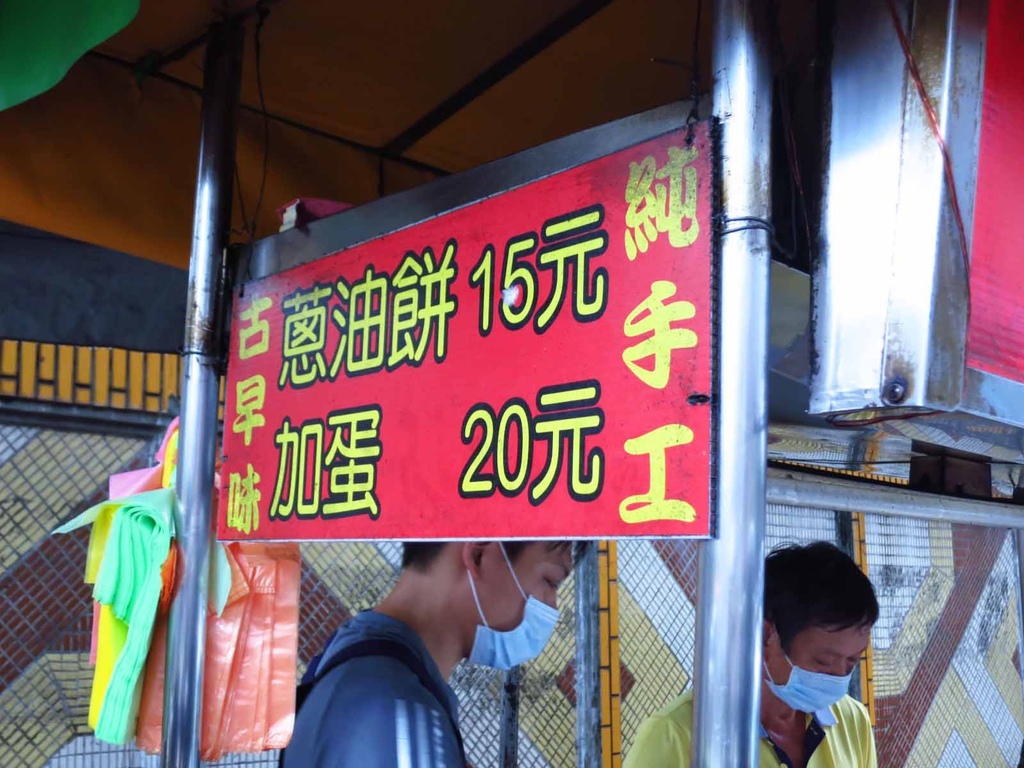 純手工
蔥油餅 15元
加蛋 20元
古早味